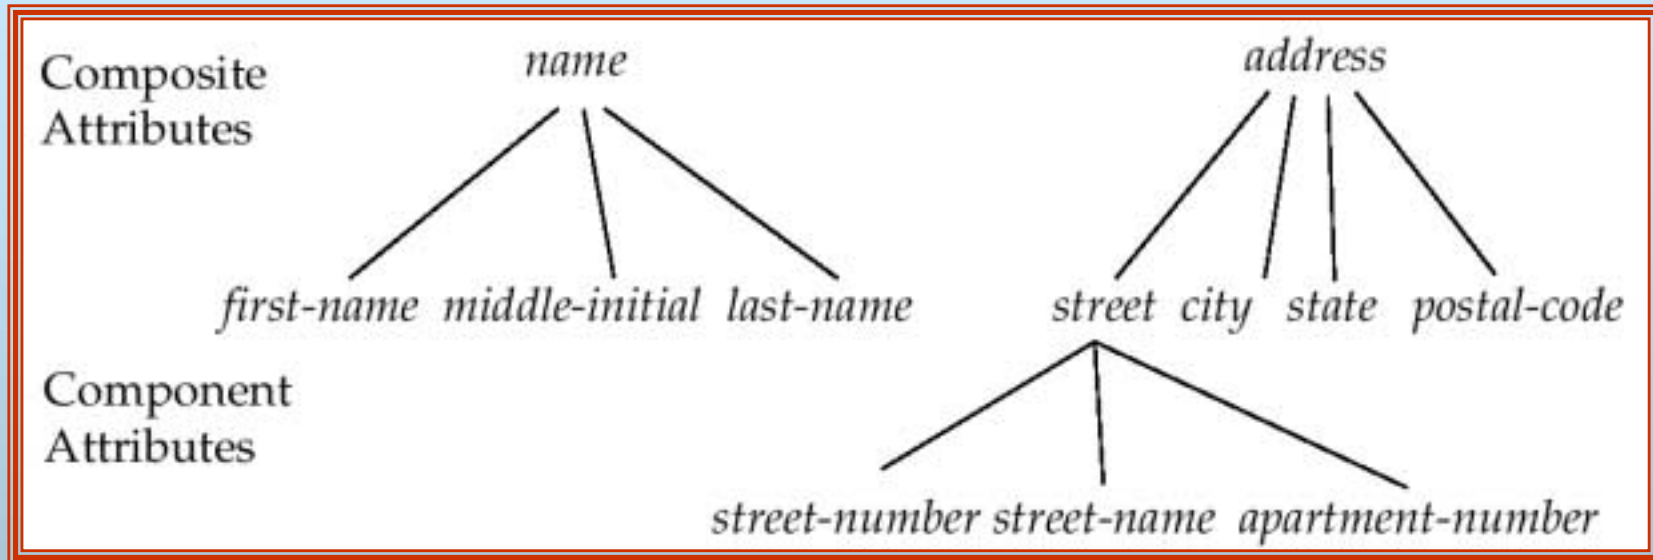 Composite
Attributes
name
address
first-name middle-initial last-name
street city state postal-code
Component
Attributes
street-number street-name apartment-number